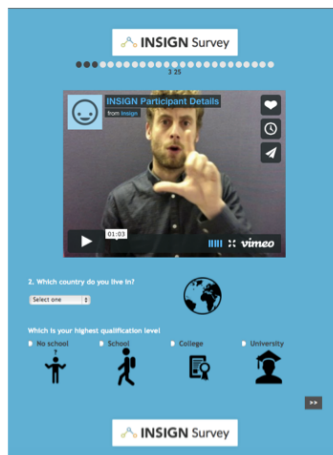 INSIGN Survey
3 25
INSIGN Participant Details
from Insign
01:03
vimeo
2. Which country do you live in?
Select one
Which is your highest qualification level
No school
School
College
University
?
>>
INSIGN Survey